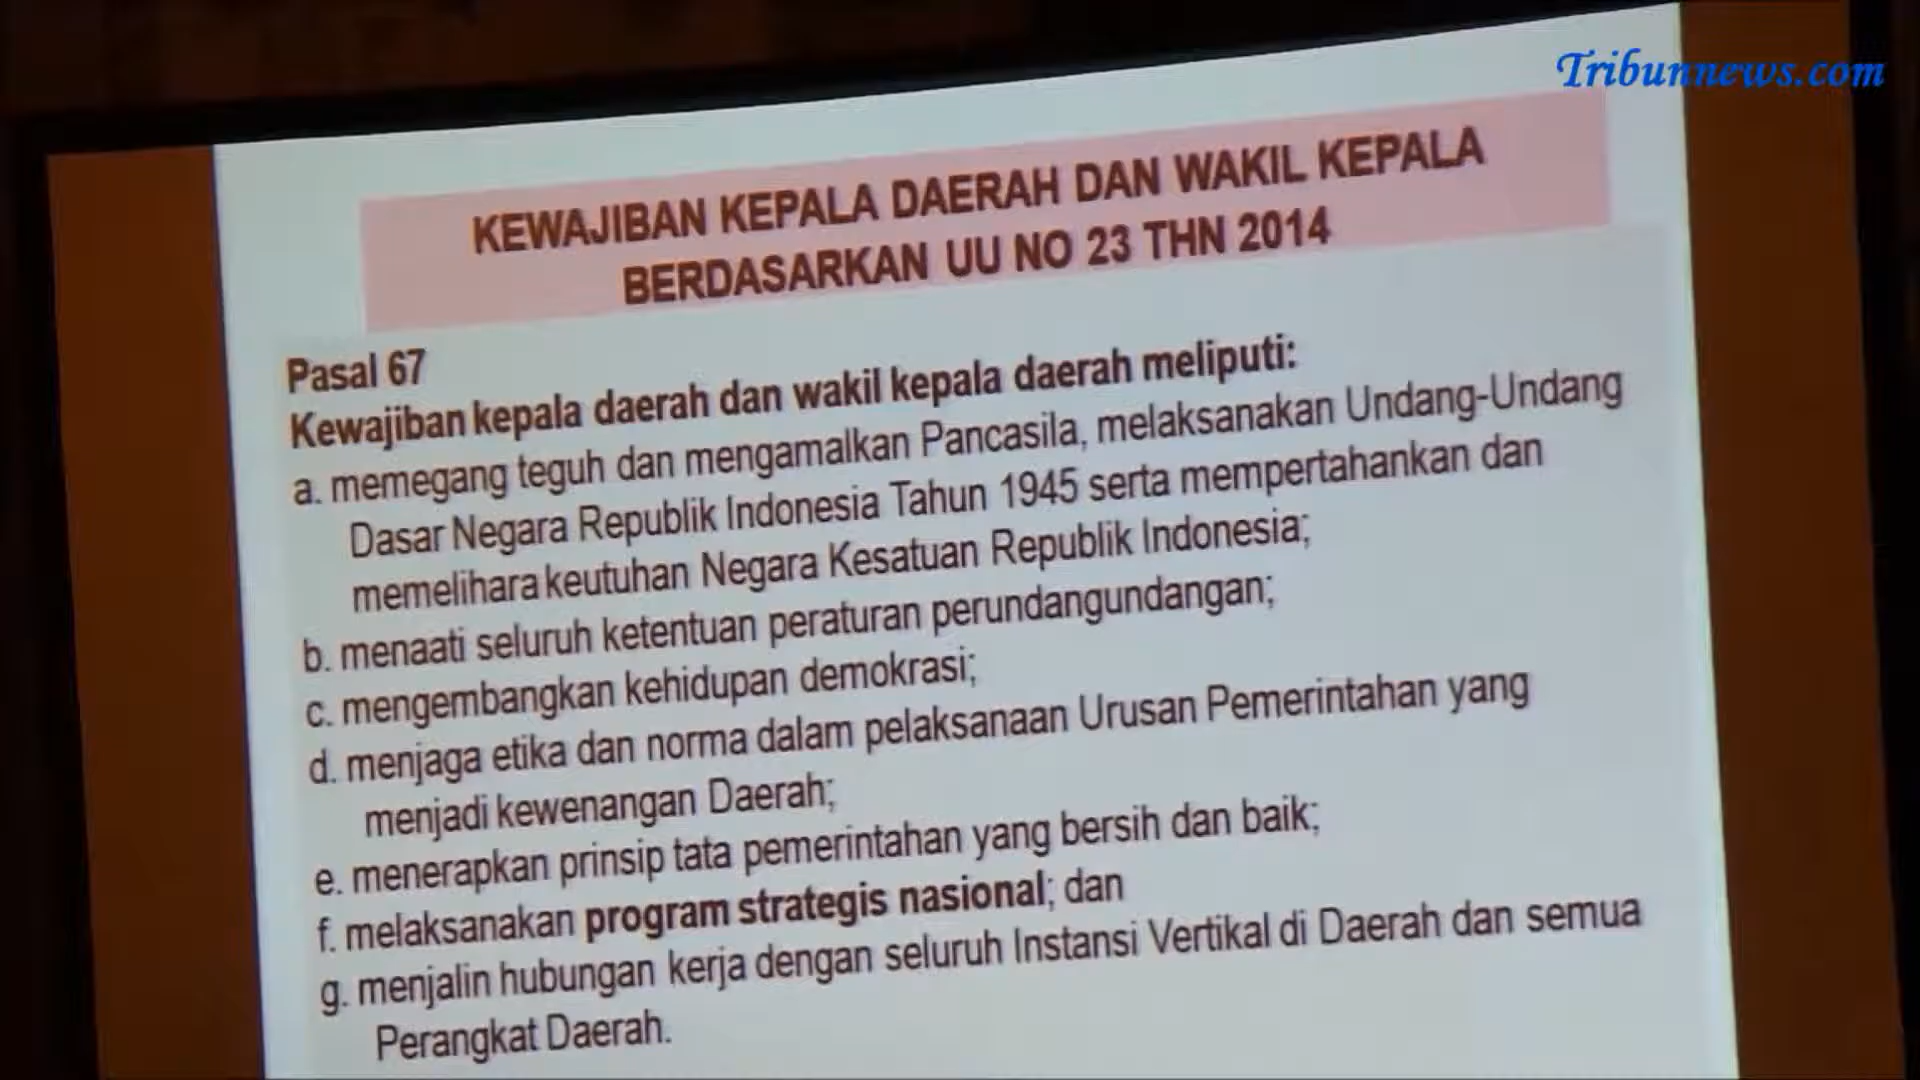 Tribunnews.com
KEWAJIBAN KEPALA DAERAH DAN WAKIL KEPALA
BERDASARKAN UU NO 23 THN 2014
Pasal 67
Kewajiban kepala daerah dan wakil kepala daerah meliputi:
a. memegang teguh dan mengamalkan Pancasila, melaksanakan Undang-Undang
Dasar Negara Republik Indonesia Tahun 1945 serta mempertahankan dan
memelihara keutuhan Negara Kesatuan Republik Indonesia;
b. menaati seluruh ketentuan peraturan perundangundangan;
c. mengembangkan kehidupan demokrasi;
d. menjaga etika dan norma dalam pelaksanaan Urusan Pemerintahan yang
menjadi kewenangan Daerah;
e. menerapkan prinsip tata pemerintahan yang bersih dan baik;
f. melaksanakan program strategis nasional; dan
g. menjalin hubungan kerja dengan seluruh Instansi Vertikal di Daerah dan semua
Perangkat Daerah.